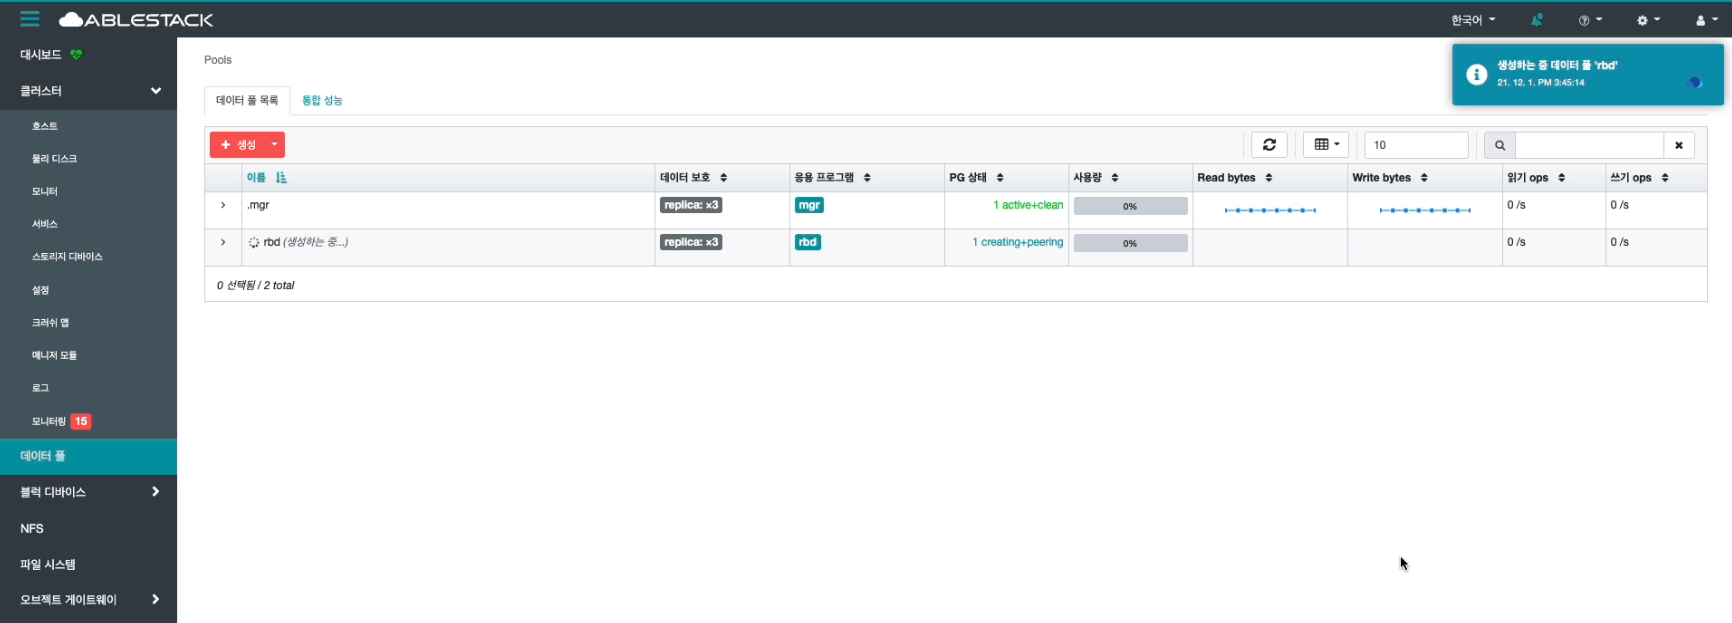 ABLESTACK
한국어
대시보드
클러스터
호스트
물리 디스크
모니터
서비스
스토리지 디바이스
설정
크러쉬 맵
매니저 모듈
로그
모니터링 15
데이터 풀
블럭 디바이스
NFS
파일 시스템
오브젝트 게이트웨이
Pools
생성하는 중 데이터 풀 'rbd'
21. 12. 1. PM 3:45:14
데이터 풀 목록 통합 성능
+ 생성 10
이름 데이터 보호 응용 프로그램 PG 상태 사용량 Read bytes Write bytes 읽기 ops 쓰기 ops
.mgr replica: ×3 mgr 1 active+clean 0% 0 /s 0 /s
rbd (생성하는 중...) replica: ×3 rbd 1 creating+peering 0% 0 /s 0 /s
0 선택됨 / 2 total